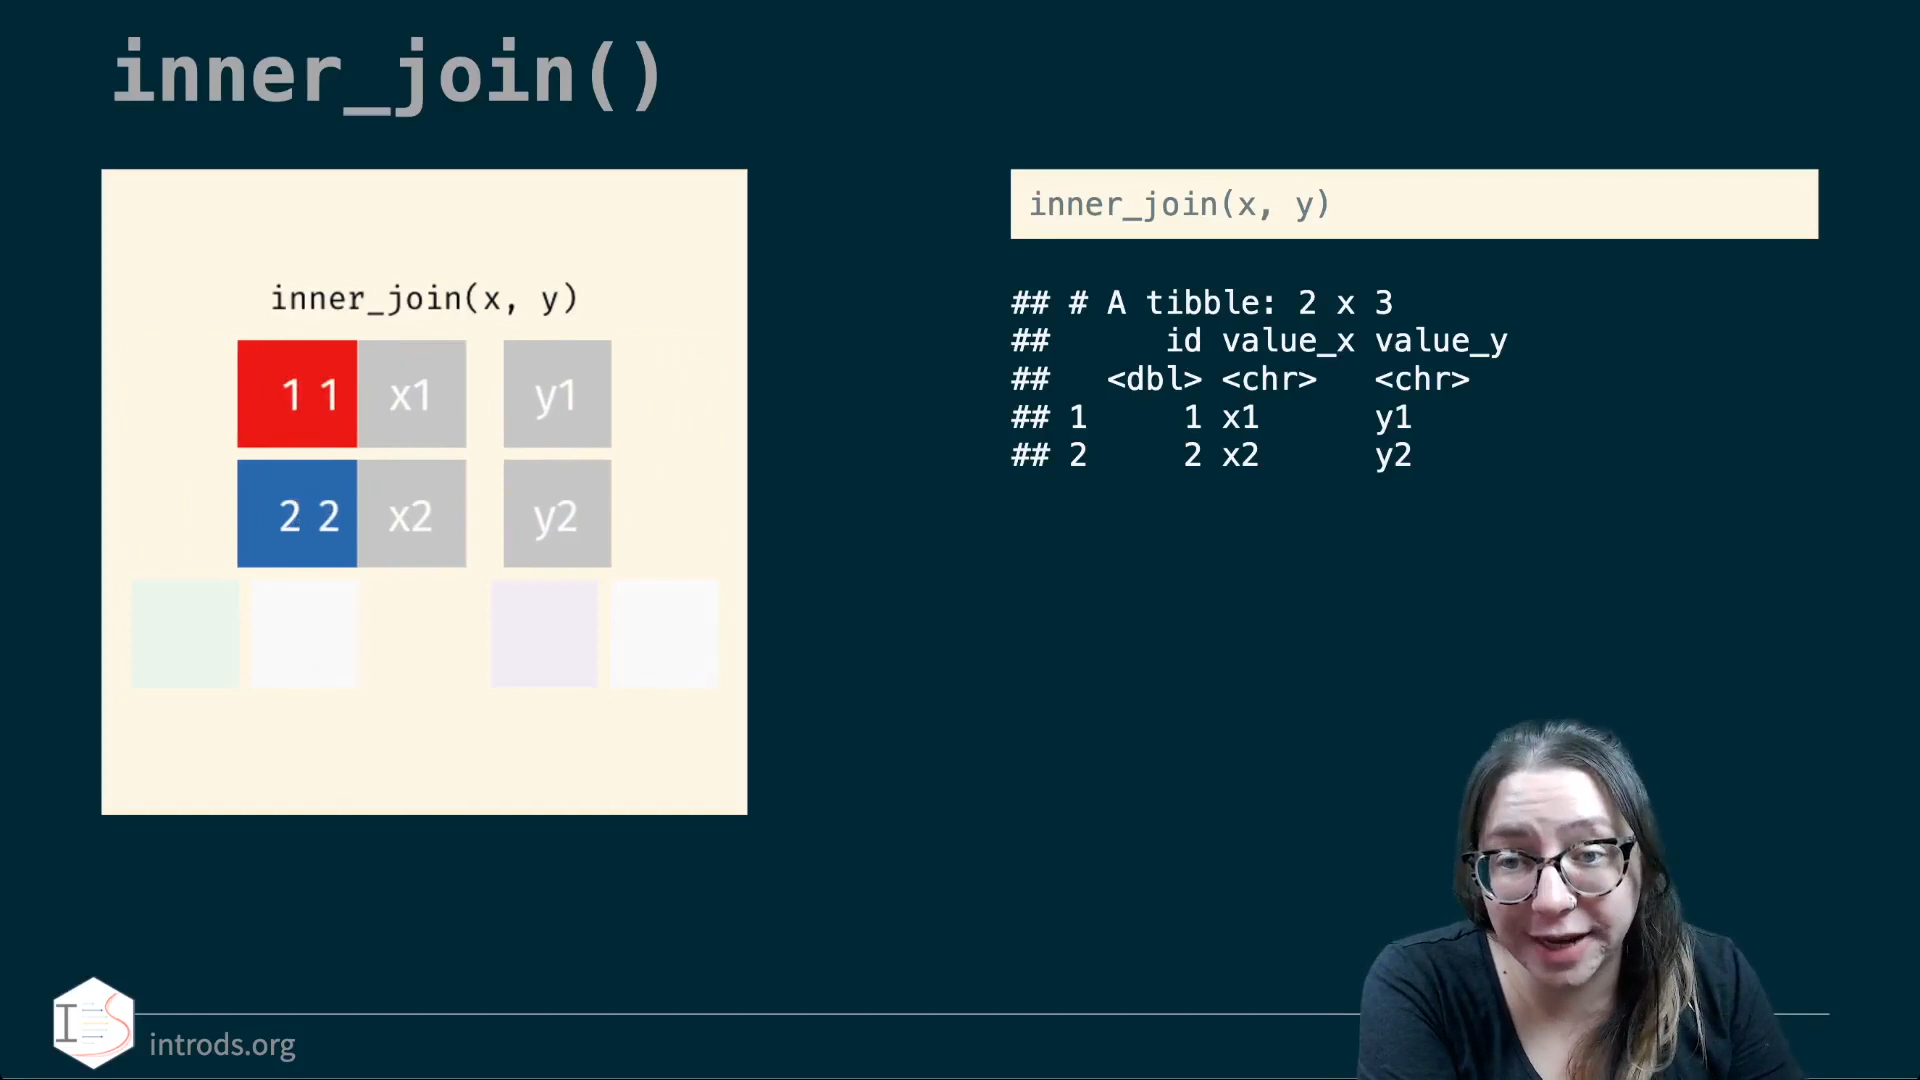 inner_join()
inner_join(x, y)
1 1 x1 y1
2 2 x2 y2
inner_join(x, y)
## # A tibble: 2 x 3
##      id value_x value_y
##   <dbl> <chr>   <chr>
## 1     1 x1      y1
## 2     2 x2      y2
IS
introds.org